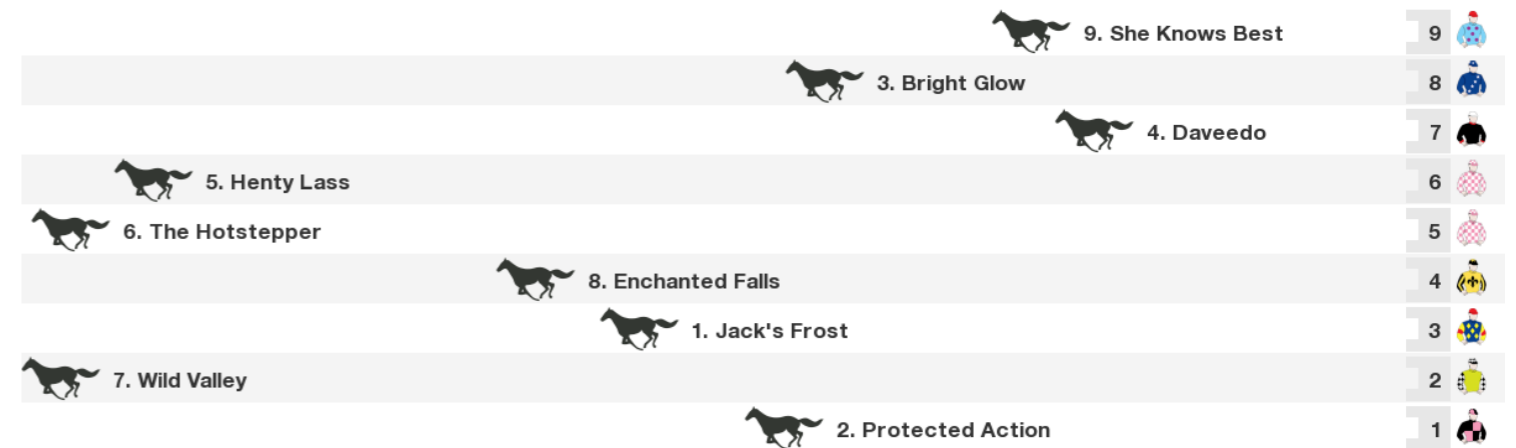 9. She Knows Best 9
3. Bright Glow 8
4. Daveedo 7
5. Henty Lass 6
6. The Hotstepper 5
8. Enchanted Falls 4
1. Jack's Frost 3
7. Wild Valley 2
2. Protected Action 1